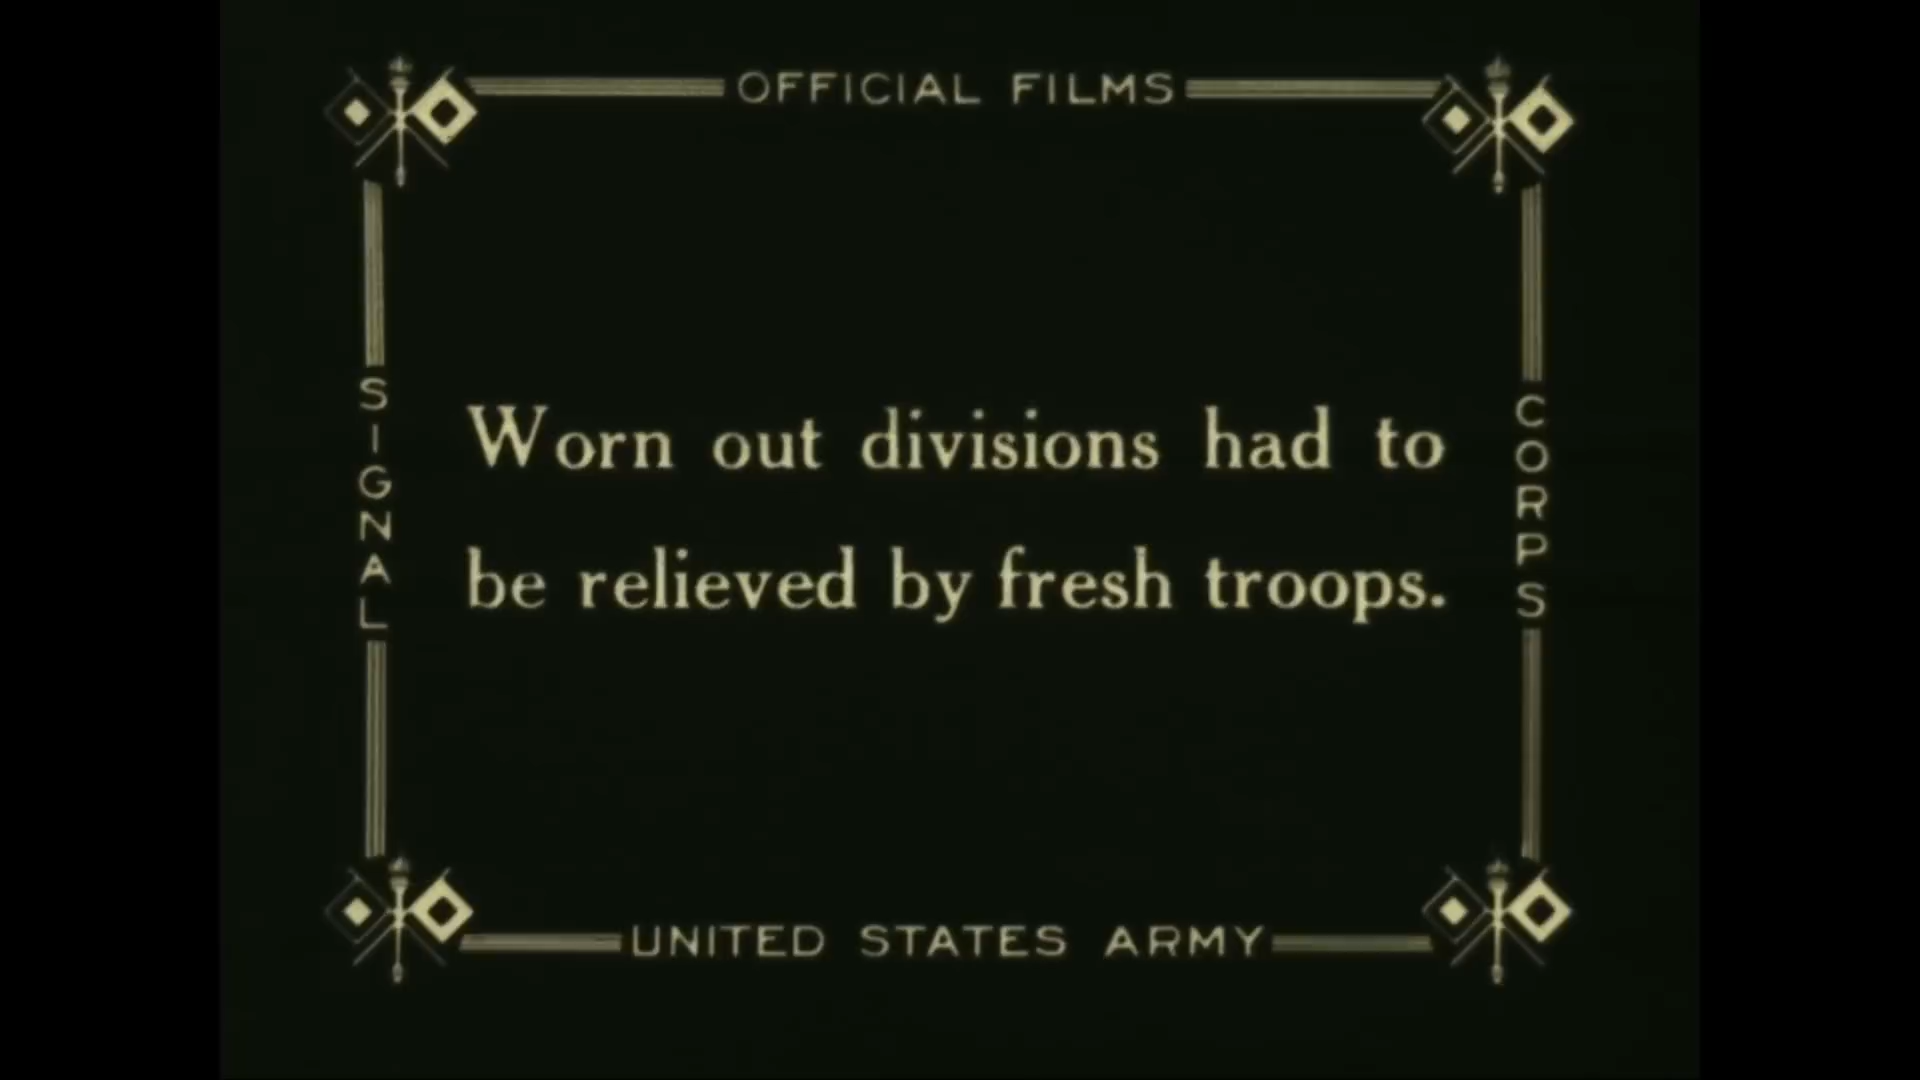 OFFICIAL FILMS
SIGNAL
Worn out divisions had to
be relieved by fresh troops.
CORPS
UNITED STATES ARMY